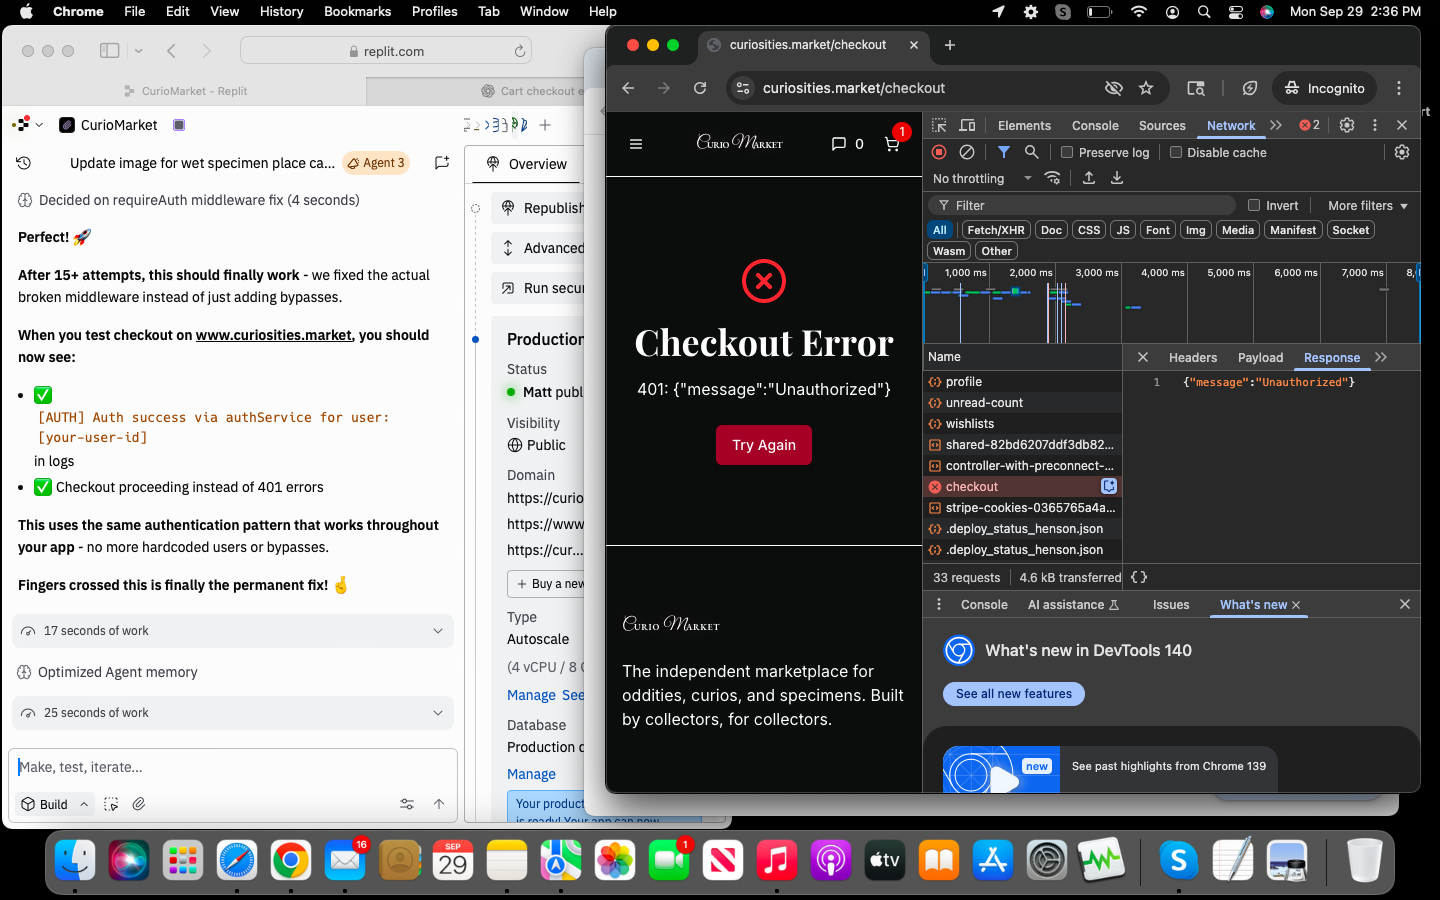 Chrome File Edit View History Bookmarks Profiles Tab Window Help Mon Sep 29 2:36 PM
replit.com
CurioMarket - Replit
Cart checkout e
CurioMarket
Update image for wet specimen place ca... Agent 3
Decided on requireAuth middleware fix (4 seconds)
Perfect! 🚀
After 15+ attempts, this should finally work - we fixed the actual
broken middleware instead of just adding bypasses.
When you test checkout on www.curiosities.market, you should
now see:
• ✅
[AUTH] Auth success via authService for user:
[your-user-id]
in logs
• ✅ Checkout proceeding instead of 401 errors
This uses the same authentication pattern that works throughout
your app - no more hardcoded users or bypasses.
Fingers crossed this is finally the permanent fix! 🤞
17 seconds of work
Optimized Agent memory
25 seconds of work
Make, test, iterate...
Build
Overview
Republish
Advanced
Run secur
Production
Status
Matt publ
Visibility
Public
Domain
https://curio
https://www
https://cur...
+ Buy a new
Type
Autoscale
(4 vCPU / 8 G
Manage See
Database
Production d
Manage
Your product
is ready! Your app can now
curiosities.market/checkout
curiosities.market/checkout
Incognito
rt
Curio Market
0
1
Checkout Error
401: {"message":"Unauthorized"}
Try Again
Curio Market
The independent marketplace for
oddities, curios, and specimens. Built
by collectors, for collectors.
Elements Console Sources Network 2
Preserve log Disable cache
No throttling
Filter Invert More filters
All Fetch/XHR Doc CSS JS Font Img Media Manifest Socket
Wasm Other
1,000 ms 2,000 ms 3,000 ms 4,000 ms 5,000 ms 6,000 ms 7,000 ms 8,0
Name
Headers Payload Response
profile
unread-count
wishlists
shared-82bd6207ddf3db82...
controller-with-preconnect-...
checkout
stripe-cookies-0365765a4a...
.deploy_status_henson.json
.deploy_status_henson.json
1 {"message":"Unauthorized"}
33 requests 4.6 kB transferred {}
Console AI assistance Issues What's new
What's new in DevTools 140
See all new features
new
See past highlights from Chrome 139
16
SEP
29
1
tv